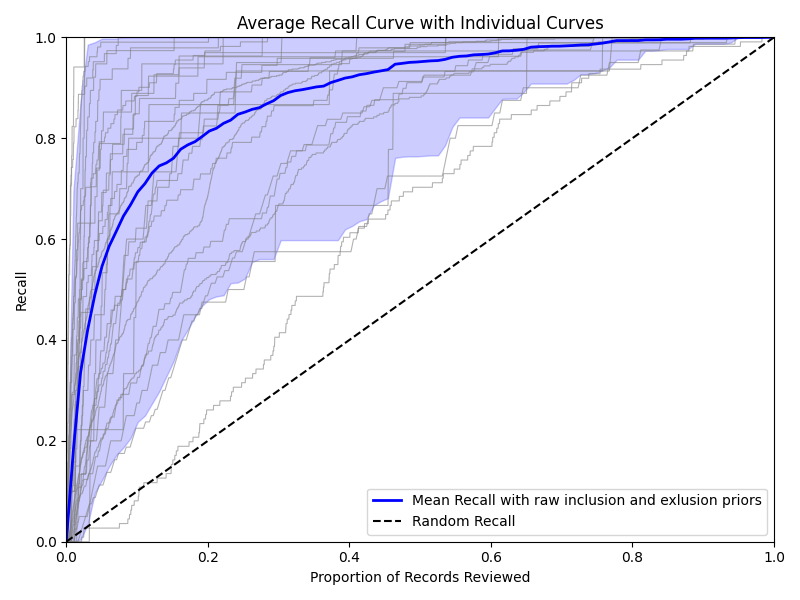 Average Recall Curve with Individual Curves
1.0
0.8
0.6
0.4
0.2
0.0
Recall
Mean Recall with raw inclusion and exlusion priors
Random Recall
0.0 0.2 0.4 0.6 0.8 1.0
Proportion of Records Reviewed